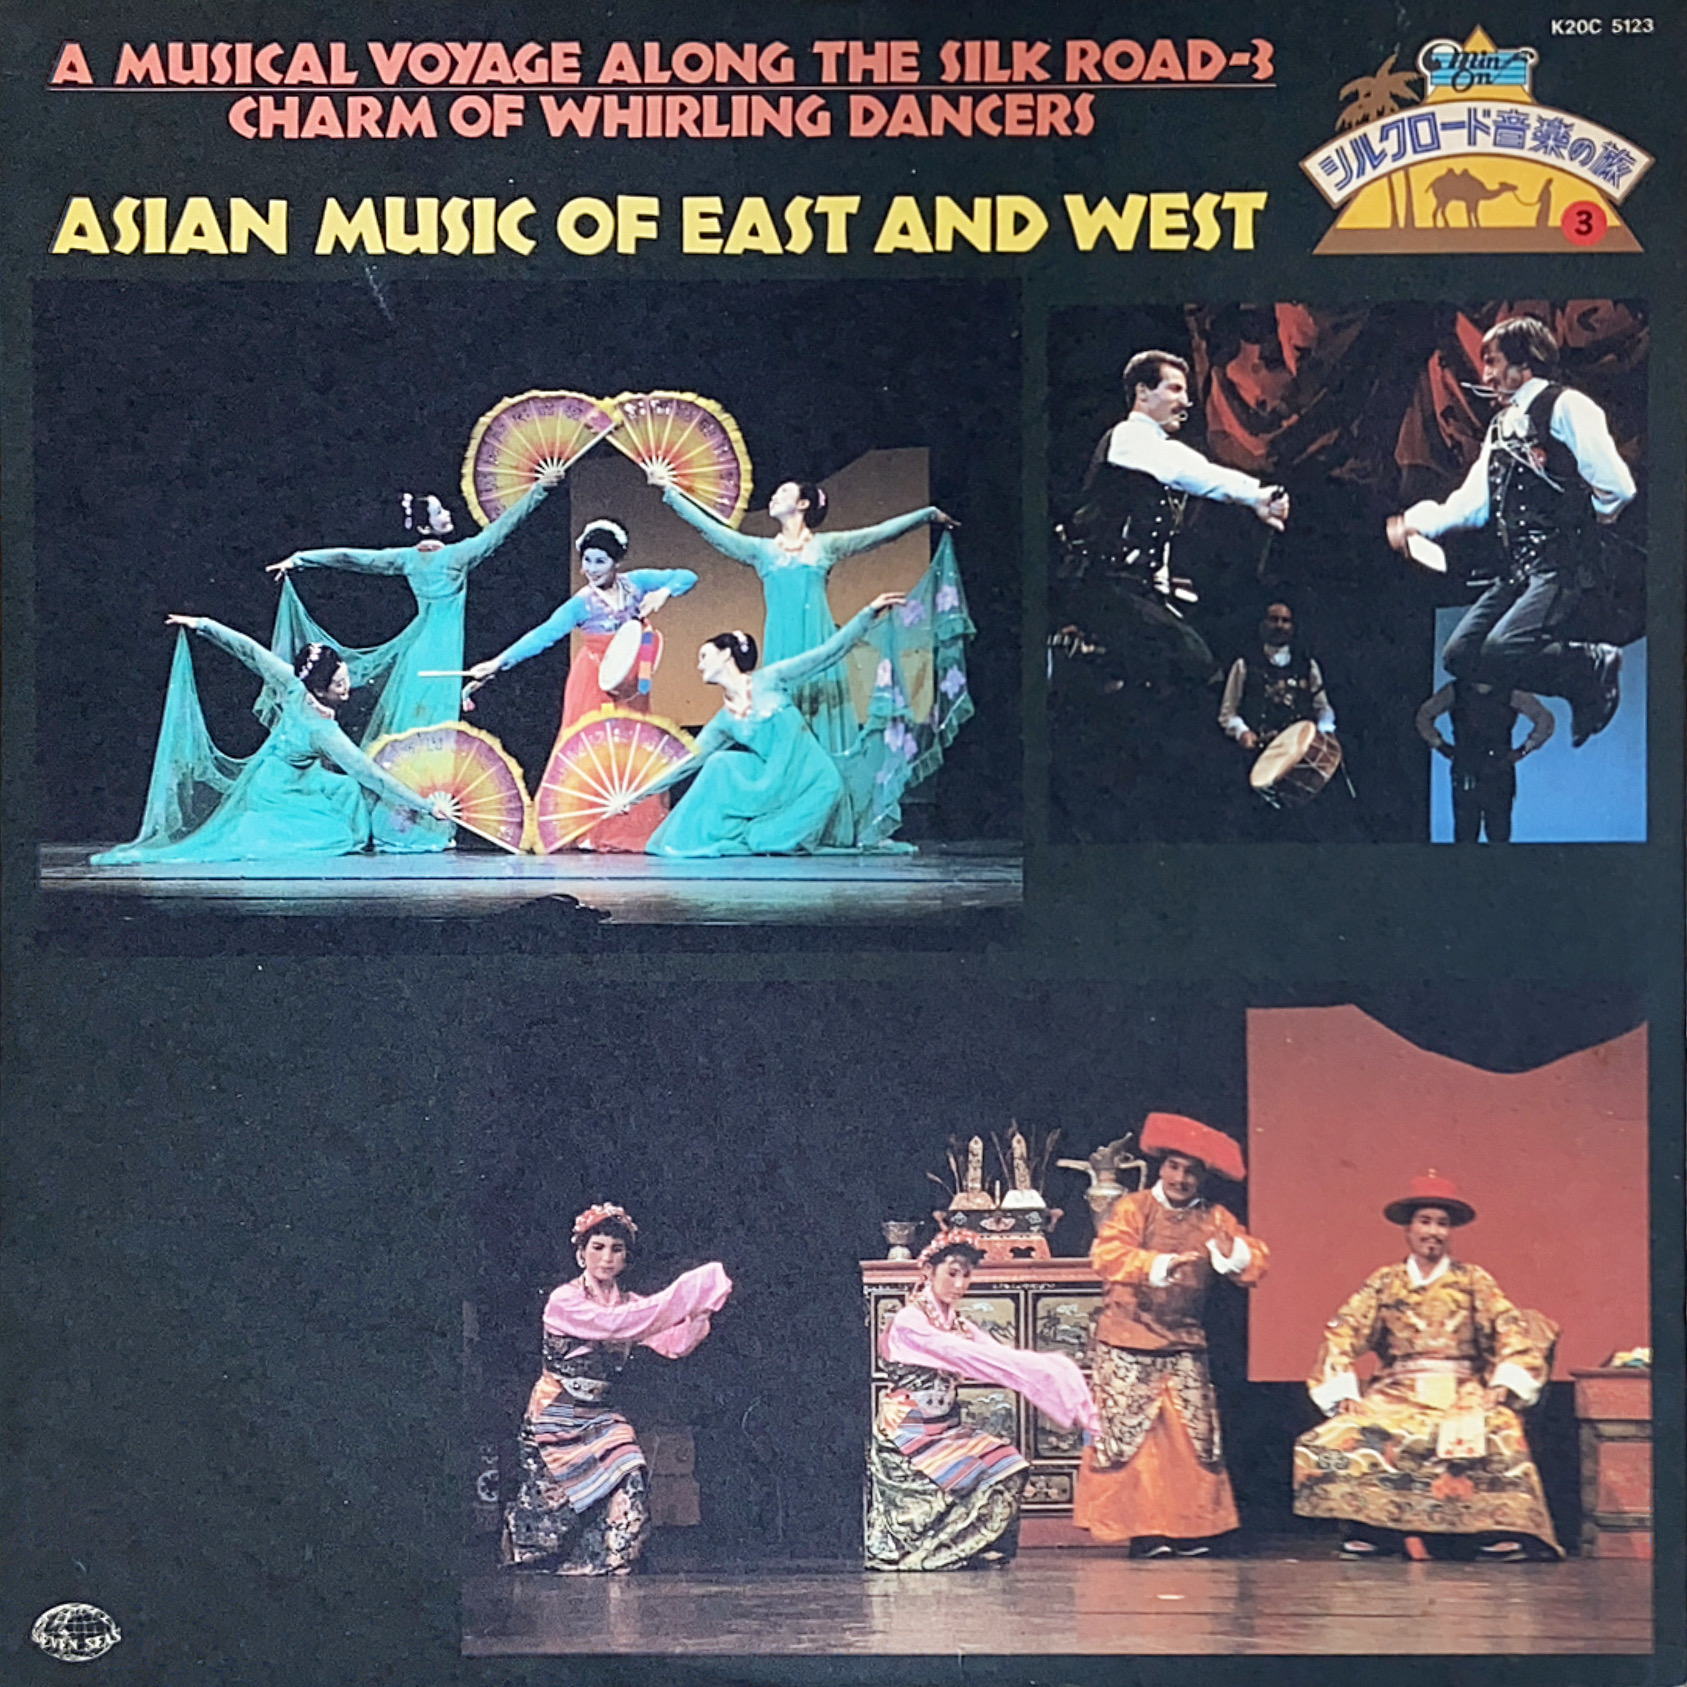 K20C 5123
A MUSICAL VOYAGE ALONG THE SILK ROAD-3
CHARM OF WHIRLING DANCERS
ASIAN MUSIC OF EAST AND WEST
Min
On
シルクロード音楽の旅
3
SEVEN SEAS